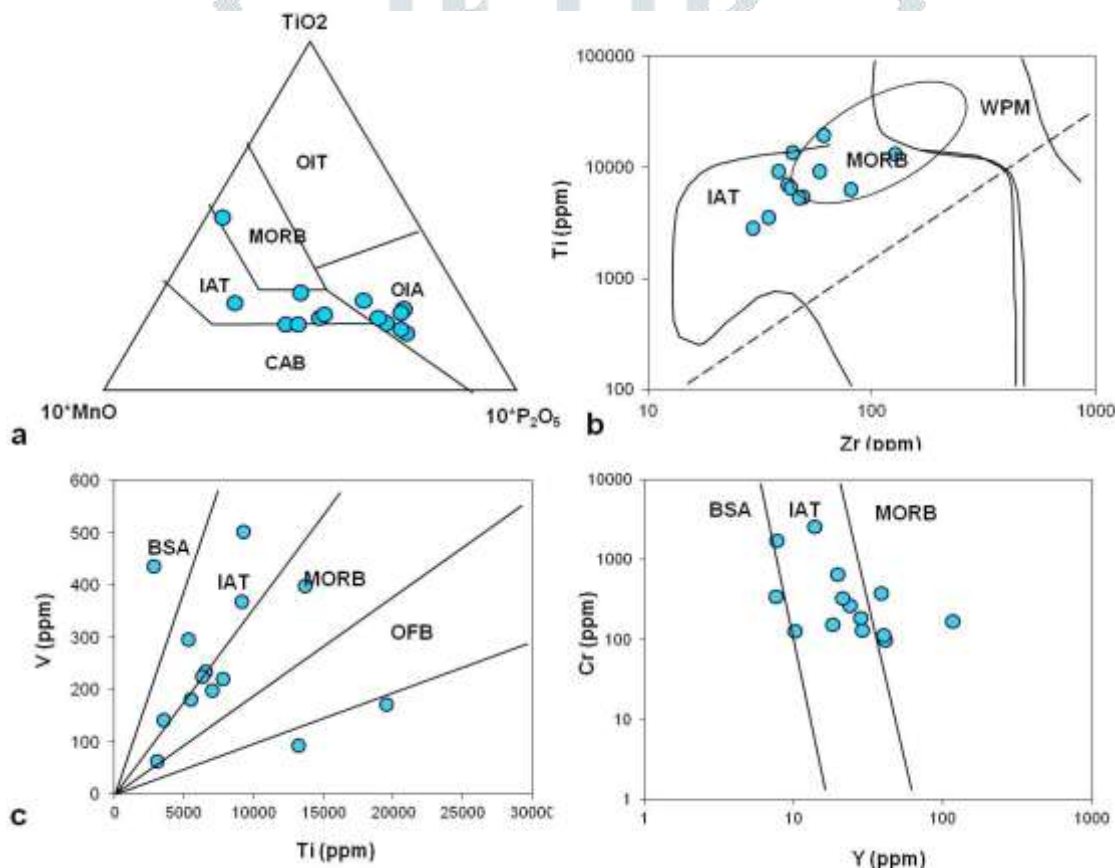 TiO2
OIT
MORB
IAT
OIA
CAB
10*MnO
10*P₂O₅
a
100000
10000
1000
100
10
100
1000
Ti (ppm)
WPM
MORB
IAT
Zr (ppm)
b
600
500
400
300
200
100
0
V (ppm)
BSA
IAT
MORB
OFB
0
5000
10000
15000
20000
25000
30000
Ti (ppm)
c
10000
1000
100
10
1
Cr (ppm)
BSA
IAT
MORB
1
10
100
1000
Y (ppm)